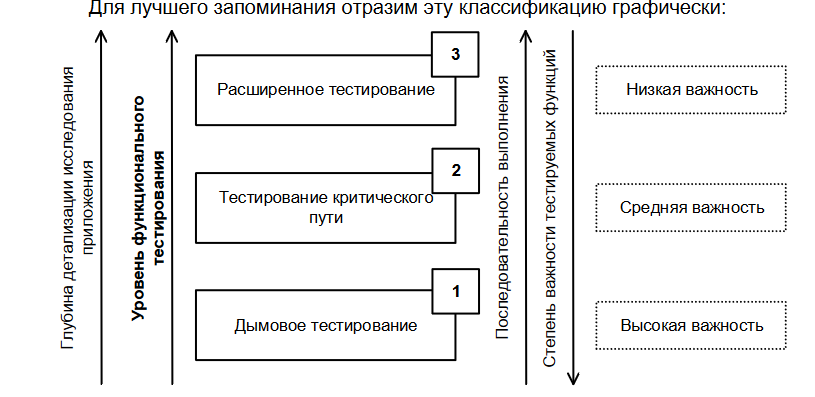 Для лучшего запоминания отразим эту классификацию графически:
Глубина детализации исследования
приложения
Уровень функционального
тестирования
3
Расширенное тестирование
2
Тестирование критического
пути
1
Дымовое тестирование
Последовательность выполнения
Степень важности тестируемых функций
Низкая важность
Средняя важность
Высокая важность